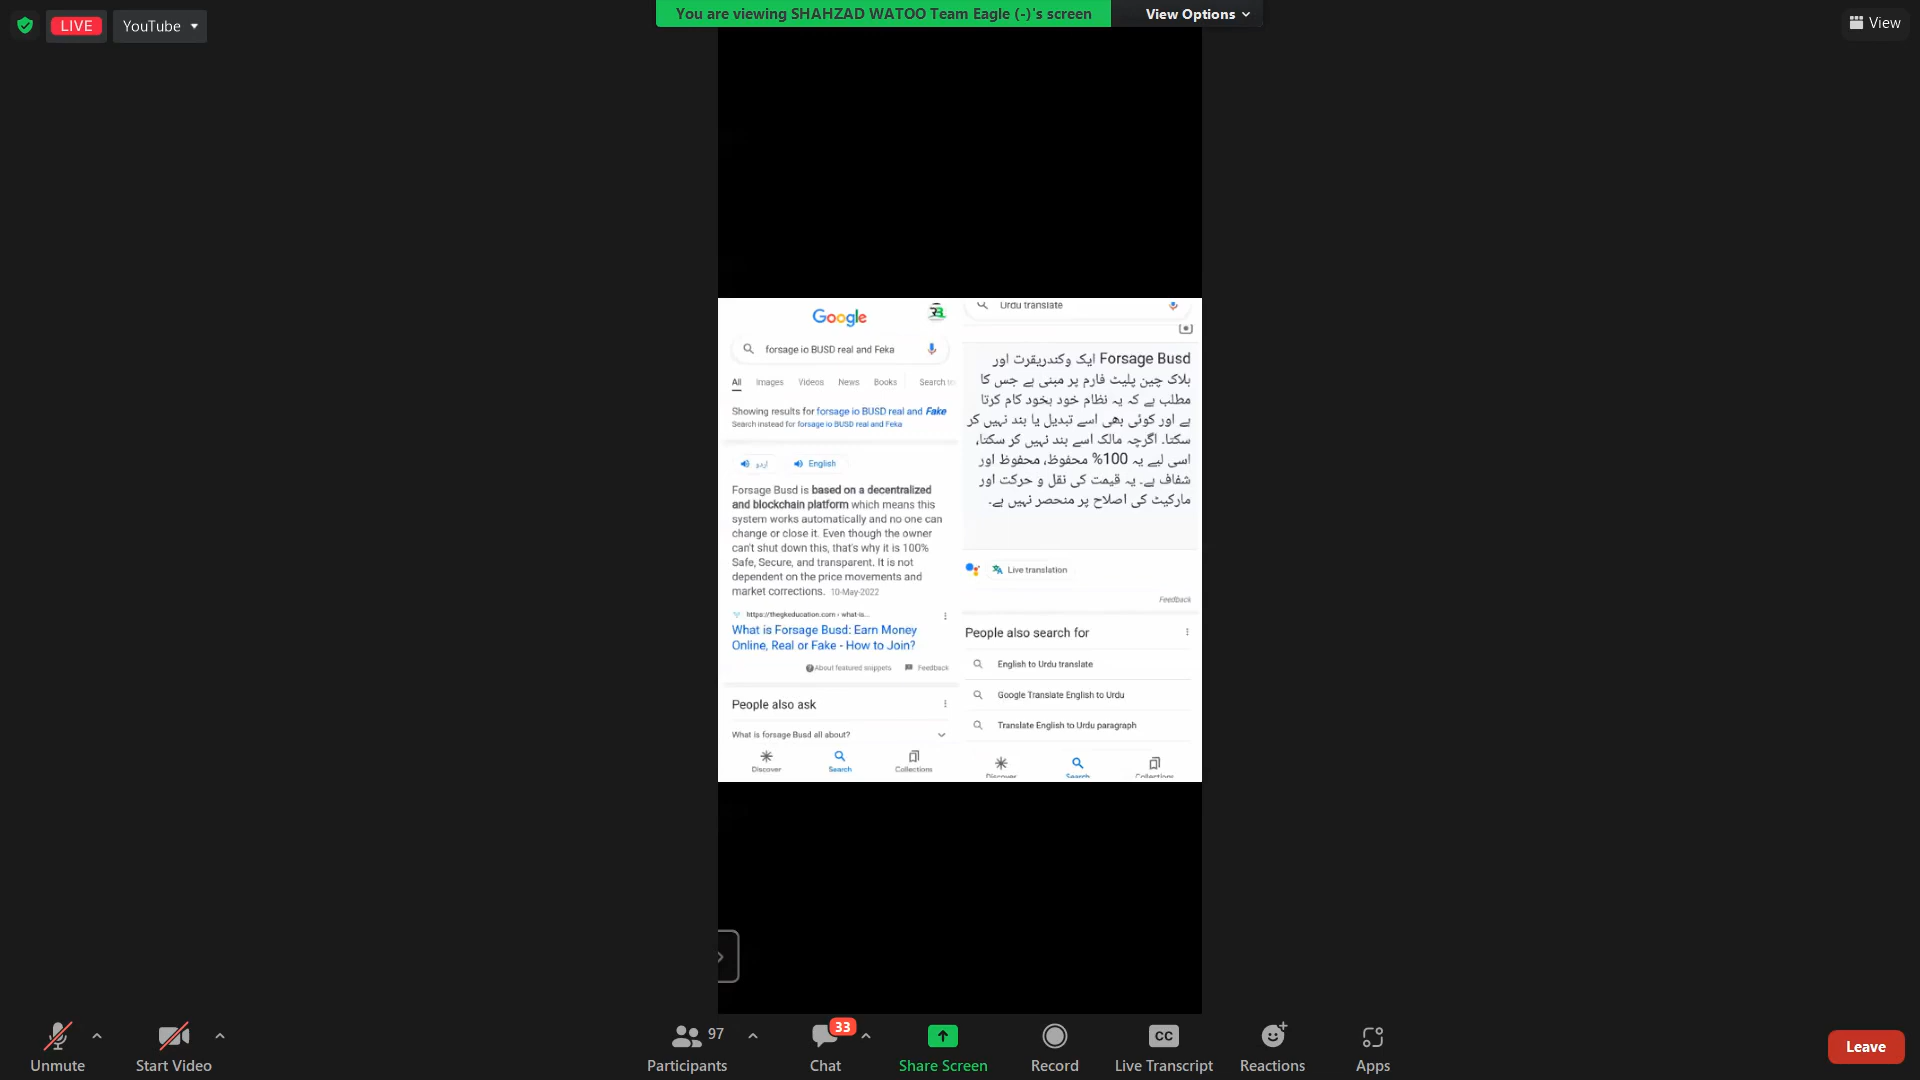 LIVE
YouTube
You are viewing SHAHZAD WATOO Team Eagle (-)'s screen
View Options
View
Google
forsage io BUSD real and Feka
All Images Videos News Books Search to
Showing results for forsage io BUSD real and Fake
Search instead for forsage io BUSD real and Feka
اردو English
Forsage Busd is based on a decentralized
and blockchain platform which means this
system works automatically and no one can
change or close it. Even though the owner
can't shut down this, that's why it is 100%
Safe, Secure, and transparent. It is not
dependent on the price movements and
market corrections. 10-May-2022
https://thegkeducation.com › what-is...
What is Forsage Busd: Earn Money
Online, Real or Fake - How to Join?
About featured snippets Feedback
People also ask
What is forsage Busd all about?
Discover Search Collections
Urdu translate
Forsage Busd ایک وکندریقرت اور
بلاک چین پلیٹ فارم پر مبنی ہے جس کا
مطلب ہے کہ یہ نظام خود بخود کام کرتا
ہے اور کوئی بھی اسے تبدیل یا بند نہیں کر
سکتا۔ اگرچہ مالک اسے بند نہیں کر سکتا،
اسی لیے یہ 100% محفوظ، محفوظ اور
شفاف ہے۔ یہ قیمت کی نقل و حرکت اور
مارکیٹ کی اصلاح پر منحصر نہیں ہے۔
Live translation
Feedback
People also search for
English to Urdu translate
Google Translate English to Urdu
Translate English to Urdu paragraph
Discover Search Collections
Unmute
Start Video
Participants 97
Chat 33
Share Screen
Record
CC
Live Transcript
Reactions
Apps
Leave